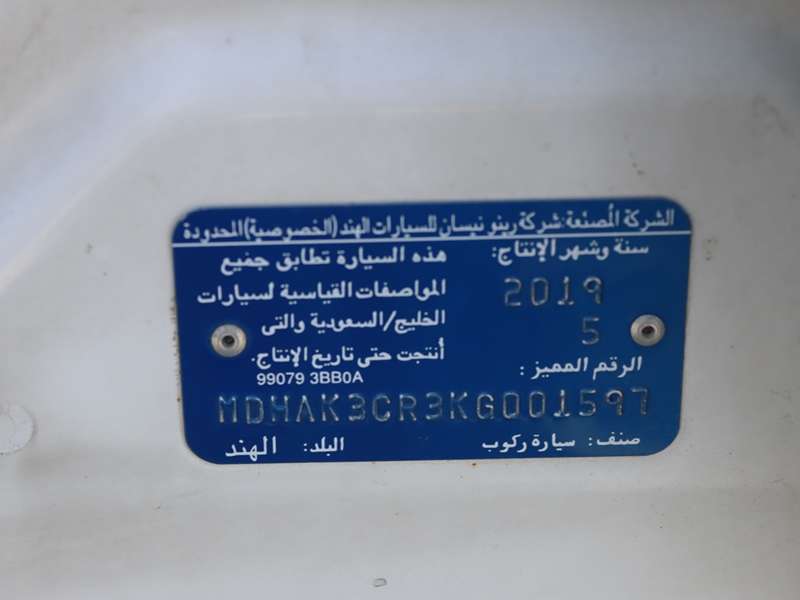 الشركة المصنعة: شركة رينو نيسان للسيارات الهند (الخصوصية) المحدودة
سنة وشهر الإنتاج:
2019
5
هذه السيارة تطابق جميع
المواصفات القياسية لسيارات
الخليج/السعودية والتى
أنتجت حتى تاريخ الإنتاج.
99079 3BB0A
الرقم المميز:
MDHAK3CR3KG001597
صنف: سيارة ركوب
البلد: الهند